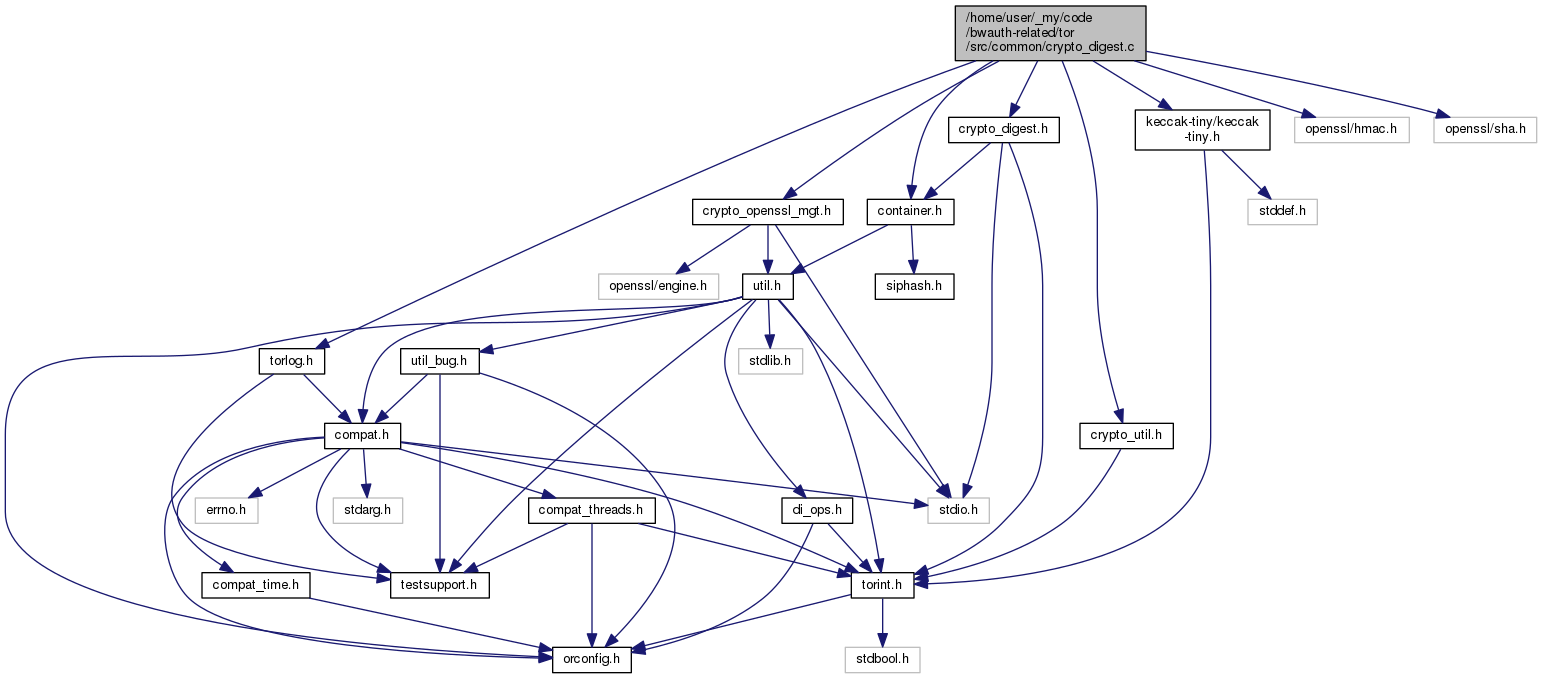 /home/user/_my/code
/bwauth-related/tor
/src/common/crypto_digest.c
crypto_digest.h
keccak-tiny/keccak
-tiny.h
openssl/hmac.h
openssl/sha.h
crypto_openssl_mgt.h
container.h
stddef.h
openssl/engine.h
util.h
siphash.h
torlog.h
util_bug.h
stdlib.h
compat.h
crypto_util.h
errno.h
stdarg.h
compat_threads.h
di_ops.h
stdio.h
compat_time.h
testsupport.h
torint.h
orconfig.h
stdbool.h